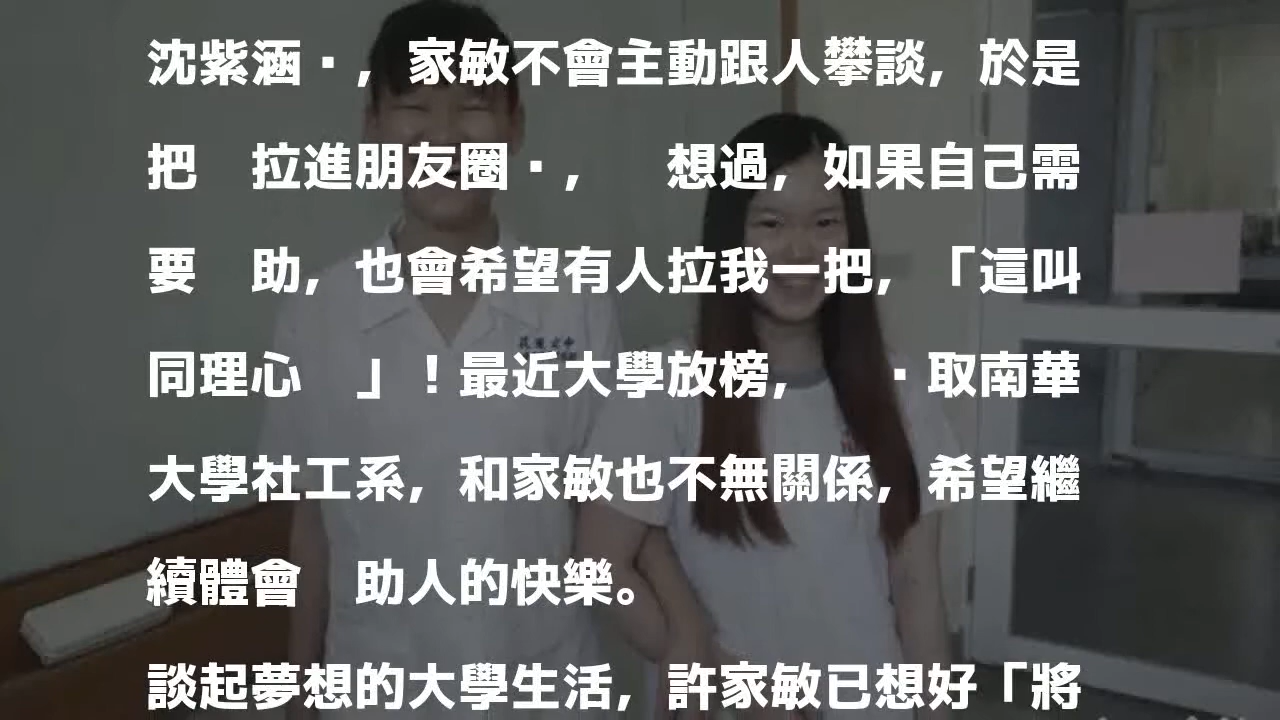 沈紫涵·，家敏不會主動跟人攀談，於是
把　拉進朋友圈·，　想過，如果自己需
要　助，也會希望有人拉我一把，「這叫
同理心　」！最近大學放榜，　·取南華
大學社工系，和家敏也不無關係，希望繼
續體會　助人的快樂。
談起夢想的大學生活，許家敏已想好「將